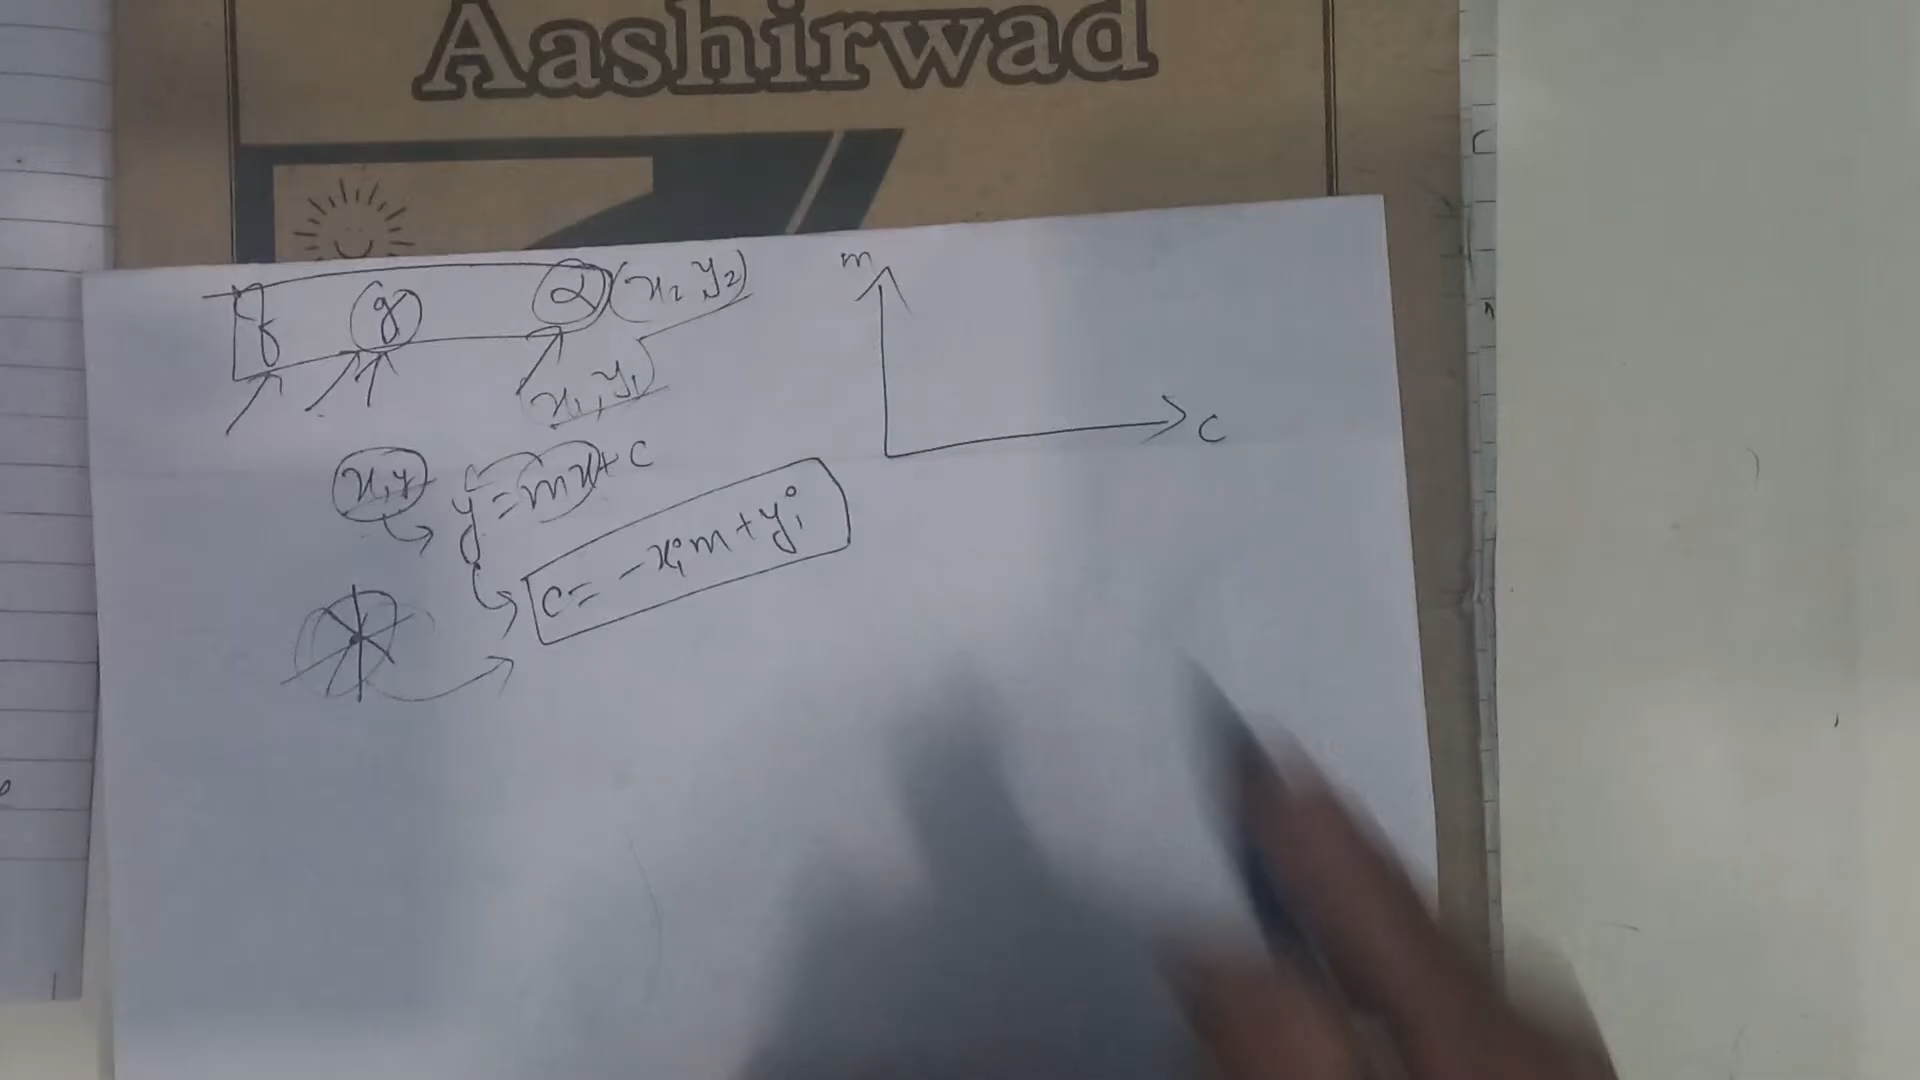 Aashirwad
f g α (x₂ y₂)
x₁, y₁
m
c
x, y y = mx + c
c = -xᵢm + yᵢ